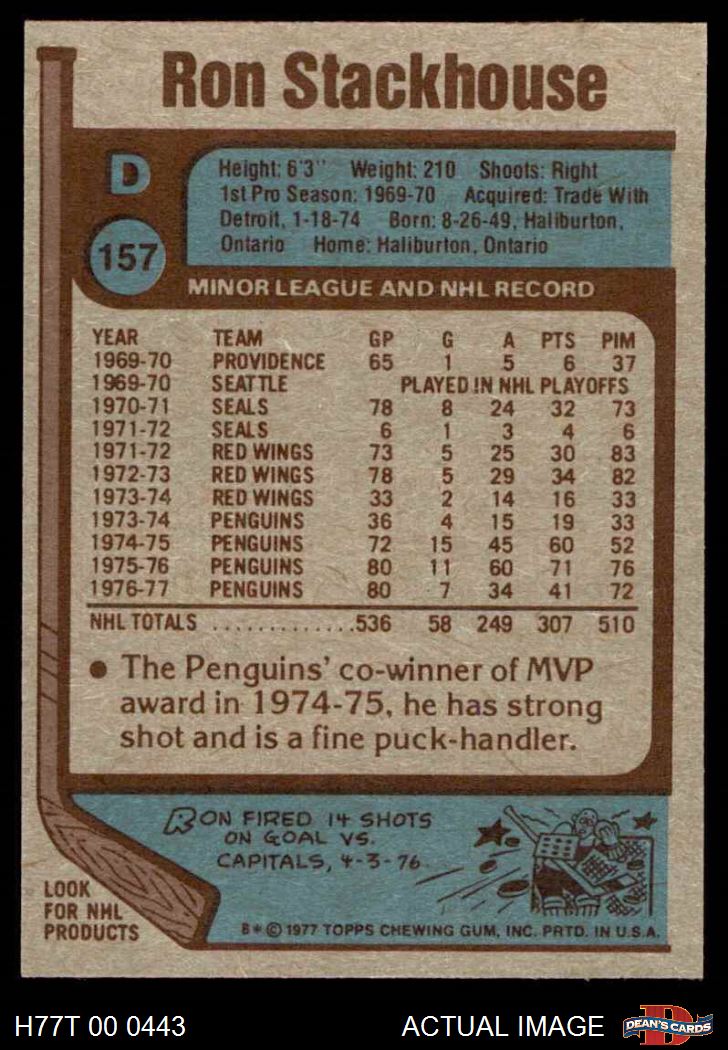 Ron Stackhouse
D
157
Height: 6'3" Weight: 210 Shoots: Right
1st Pro Season: 1969-70 Acquired: Trade With
Detroit, 1-18-74 Born: 8-26-49, Haliburton,
Ontario Home: Haliburton, Ontario
MINOR LEAGUE AND NHL RECORD
YEAR TEAM GP G A PTS PIM
1969-70 PROVIDENCE 65 1 5 6 37
1969-70 SEATTLE PLAYED IN NHL PLAYOFFS
1970-71 SEALS 78 8 24 32 73
1971-72 SEALS 6 1 3 4 6
1971-72 RED WINGS 73 5 25 30 83
1972-73 RED WINGS 78 5 29 34 82
1973-74 RED WINGS 33 2 14 16 33
1973-74 PENGUINS 36 4 15 19 33
1974-75 PENGUINS 72 15 45 60 52
1975-76 PENGUINS 80 11 60 71 76
1976-77 PENGUINS 80 7 34 41 72
NHL TOTALS .............536 58 249 307 510
• The Penguins' co-winner of MVP
award in 1974-75, he has strong
shot and is a fine puck-handler.
RON FIRED 14 SHOTS
ON GOAL VS.
CAPITALS, 4-3-76.
LOOK
FOR NHL
PRODUCTS
8* © 1977 TOPPS CHEWING GUM, INC. PRTD. IN U.S.A.
H77T 00 0443 ACTUAL IMAGE
D
DEAN'S CARDS